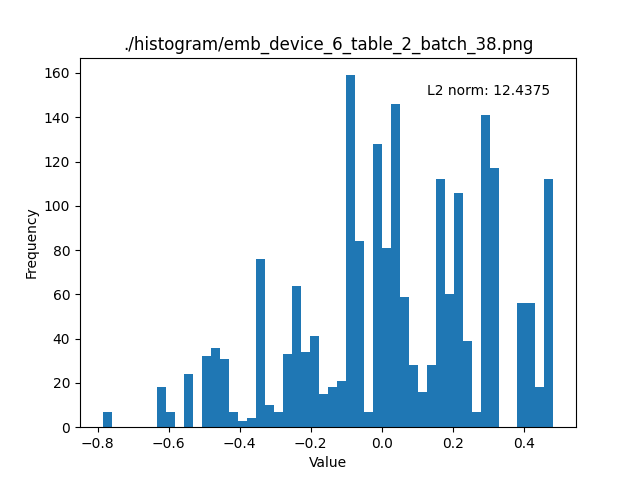 ./histogram/emb_device_6_table_2_batch_38.png
L2 norm: 12.4375
160
140
120
100
80
60
40
20
0
Frequency
−0.8 −0.6 −0.4 −0.2 0.0 0.2 0.4
Value